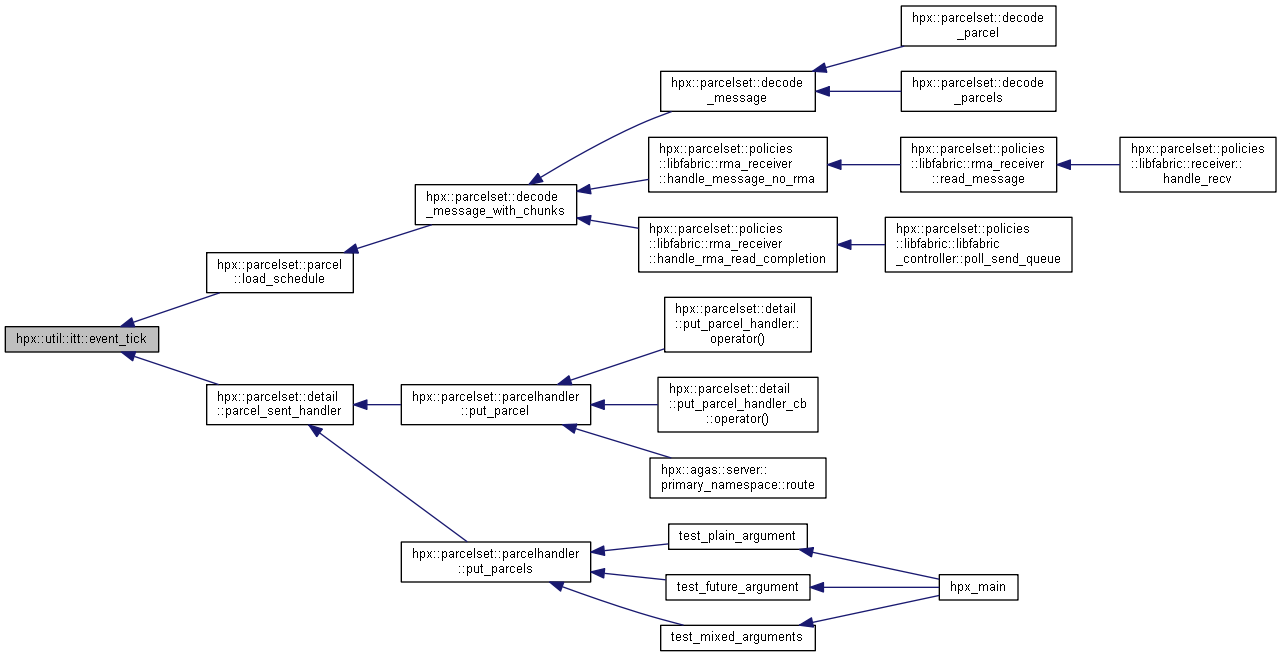 hpx::parcelset::decode
_parcel
hpx::parcelset::decode
_message
hpx::parcelset::decode
_parcels
hpx::parcelset::policies
::libfabric::rma_receiver
::handle_message_no_rma
hpx::parcelset::policies
::libfabric::rma_receiver
::read_message
hpx::parcelset::policies
::libfabric::receiver::
handle_recv
hpx::parcelset::decode
_message_with_chunks
hpx::parcelset::policies
::libfabric::rma_receiver
::handle_rma_read_completion
hpx::parcelset::policies
::libfabric::libfabric
_controller::poll_send_queue
hpx::parcelset::parcel
::load_schedule
hpx::util::itt::event_tick
hpx::parcelset::detail
::put_parcel_handler::
operator()
hpx::parcelset::detail
::parcel_sent_handler
hpx::parcelset::parcelhandler
::put_parcel
hpx::parcelset::detail
::put_parcel_handler_cb
::operator()
hpx::agas::server::
primary_namespace::route
hpx::parcelset::parcelhandler
::put_parcels
test_plain_argument
test_future_argument
hpx_main
test_mixed_arguments